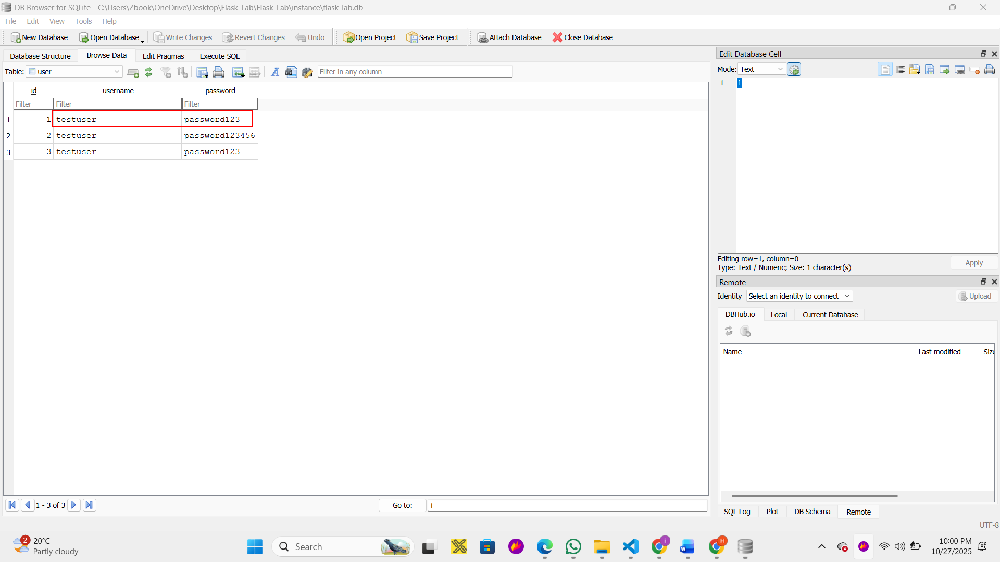 DB Browser for SQLite - C:\Users\Zbook\OneDrive\Desktop\Flask_Lab\Flask_Lab\instance\flask_lab.db
File Edit View Tools Help
New Database Open Database Write Changes Revert Changes Undo Open Project Save Project Attach Database Close Database
Database Structure Browse Data Edit Pragmas Execute SQL
Table: user Filter in any column
id username password
Filter Filter Filter
1 1 testuser password123
2 2 testuser password123456
3 3 testuser password123
1 - 3 of 3 Go to: 1
Edit Database Cell
Mode: Text
1 1
Editing row=1, column=0
Type: Text / Numeric; Size: 1 character(s)
Apply
Remote
Identity Select an identity to connect Upload
DBHub.io Local Current Database
Name Last modified Size
SQL Log Plot DB Schema Remote
UTF-8
2 20°C
Partly cloudy
Search
H
10:00 PM
10/27/2025